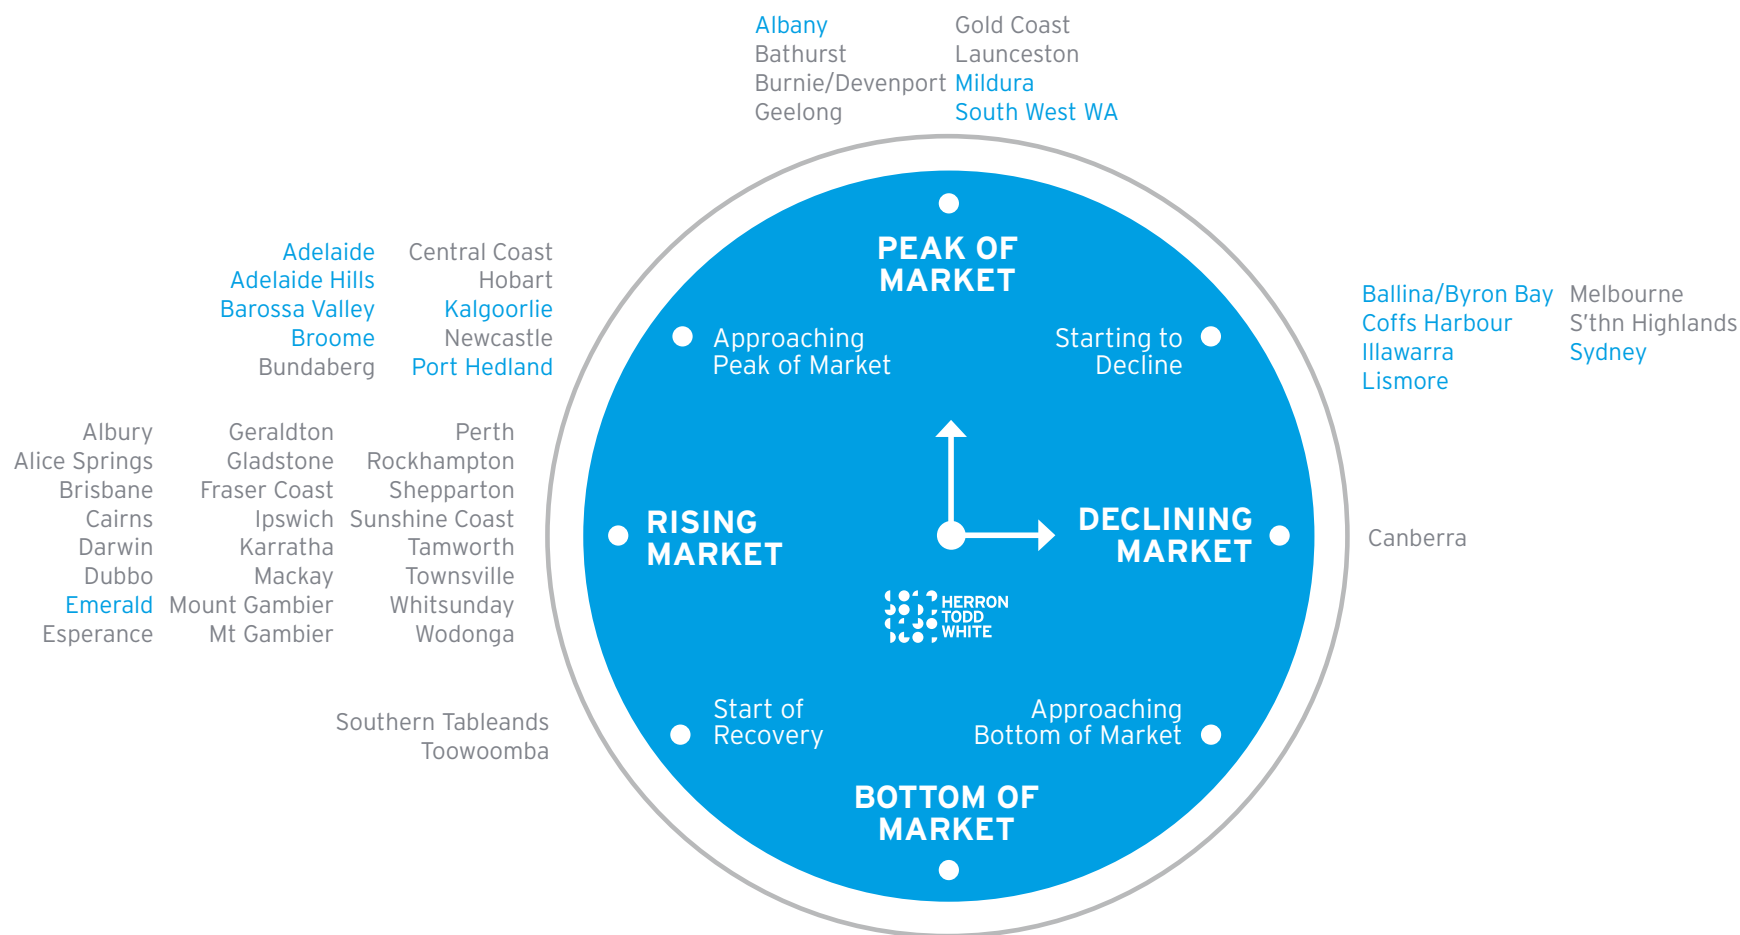 Albany Gold Coast
Bathurst Launceston
Burnie/Devenport Mildura
Geelong South West WA
PEAK OF
MARKET
Adelaide Central Coast
Adelaide Hills Hobart
Barossa Valley Kalgoorlie
Broome Newcastle
Bundaberg Port Hedland
Approaching
Peak of Market
Starting to
Decline
Ballina/Byron Bay Melbourne
Coffs Harbour S'thn Highlands
Illawarra Sydney
Lismore
Albury Geraldton Perth
Alice Springs Gladstone Rockhampton
Brisbane Fraser Coast Shepparton
Cairns Ipswich Sunshine Coast
Darwin Karratha Tamworth
Dubbo Mackay Townsville
Emerald Mount Gambier Whitsunday
Esperance Mt Gambier Wodonga
RISING
MARKET
DECLINING
MARKET
Canberra
HERRON
TODD
WHITE
Southern Tableands
Toowoomba
Start of
Recovery
Approaching
Bottom of Market
BOTTOM OF
MARKET